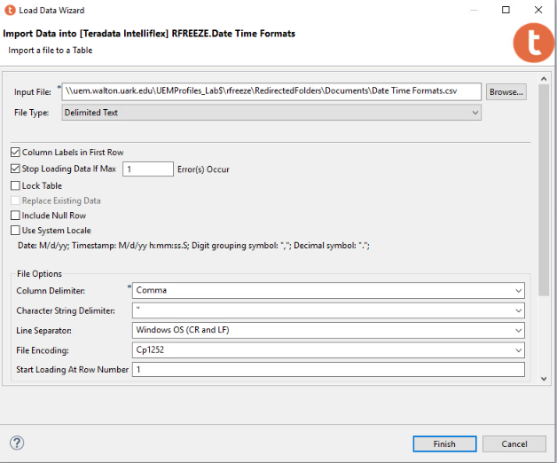 t Load Data Wizard
Import Data into [Teradata Intelliflex] RFREEZE.Date Time Formats
Import a file to a Table
t
Input File: * \\uem.walton.uark.edu\UEMProfiles_Lab$\rfreeze\RedirectedFolders\Documents\Date Time Formats.csv Browse...
File Type: Delimited Text
Column Labels in First Row
Stop Loading Data If Max 1 Error(s) Occur
Lock Table
Replace Existing Data
Include Null Row
Use System Locale
Date: M/d/yy; Timestamp: M/d/yy h:mm:ss.S; Digit grouping symbol: ","; Decimal symbol: ".";
File Options
Column Delimiter: * Comma
Character String Delimiter: "
Line Separator: Windows OS (CR and LF)
File Encoding: Cp1252
Start Loading At Row Number 1
? Finish Cancel